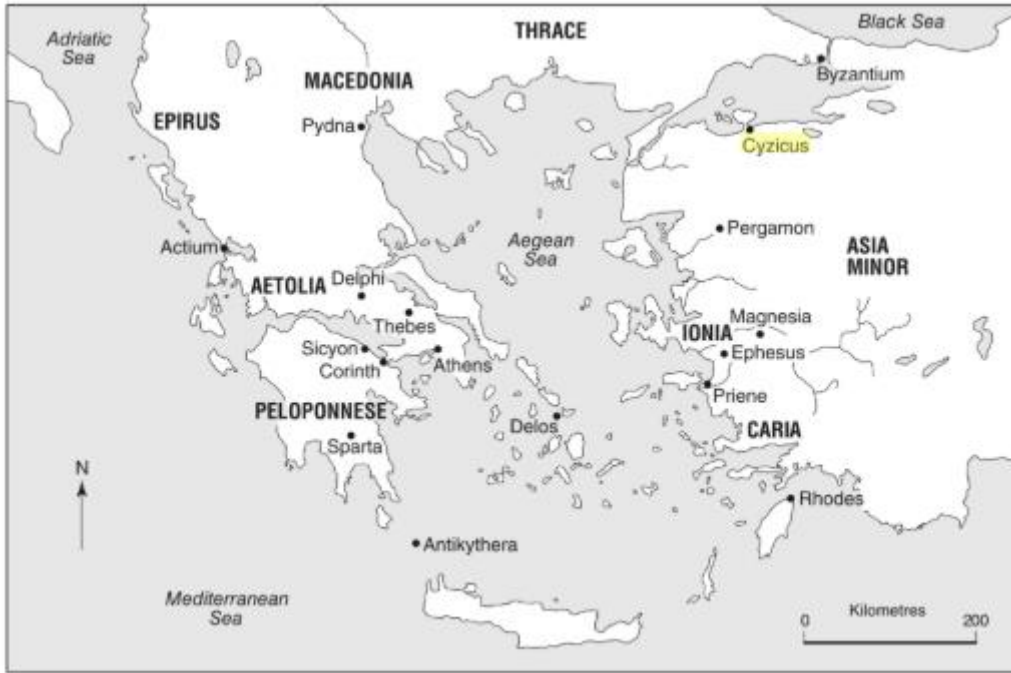 Black Sea
Adriatic
Sea
THRACE
Byzantium
MACEDONIA
EPIRUS
Pydna
Cyzicus
Pergamon
Aegean
Sea
Actium
ASIA
MINOR
Delphi
AETOLIA
Thebes
Magnesia
IONIA
Sicyon
Corinth
Athens
Ephesus
Priene
PELOPONNESE
Delos
CARIA
Sparta
N
Rhodes
Antikythera
Mediterranean
Sea
Kilometres
0
200